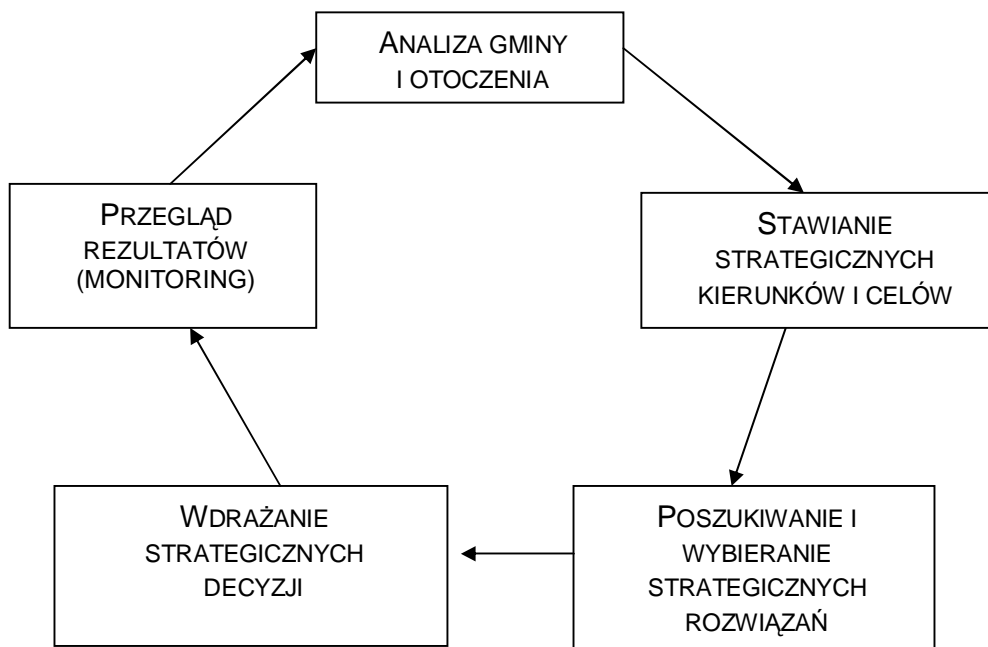 ANALIZA GMINY
I OTOCZENIA
PRZEGLĄD
REZULTATÓW
(MONITORING)
STAWIANIE
STRATEGICZNYCH
KIERUNKÓW I CELÓW
WDRAŻANIE
STRATEGICZNYCH
DECYZJI
POSZUKIWANIE I
WYBIERANIE
STRATEGICZNYCH
ROZWIĄZAŃ